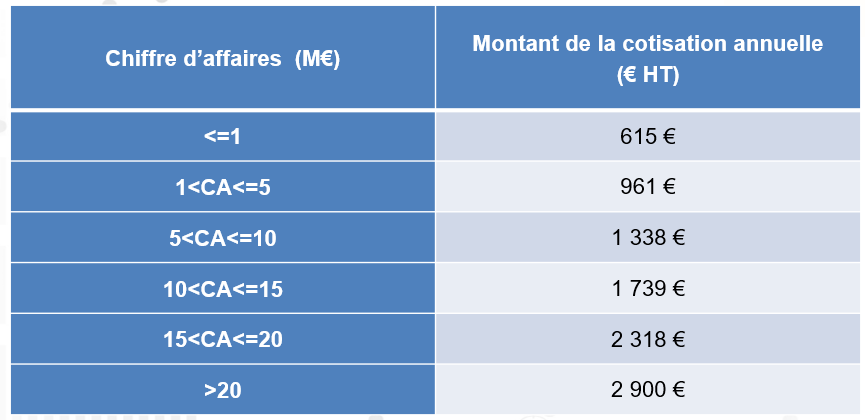 Chiffre d’affaires (M€)
Montant de la cotisation annuelle
(€ HT)
<=1
615 €
1<CA<=5
961 €
5<CA<=10
1 338 €
10<CA<=15
1 739 €
15<CA<=20
2 318 €
>20
2 900 €